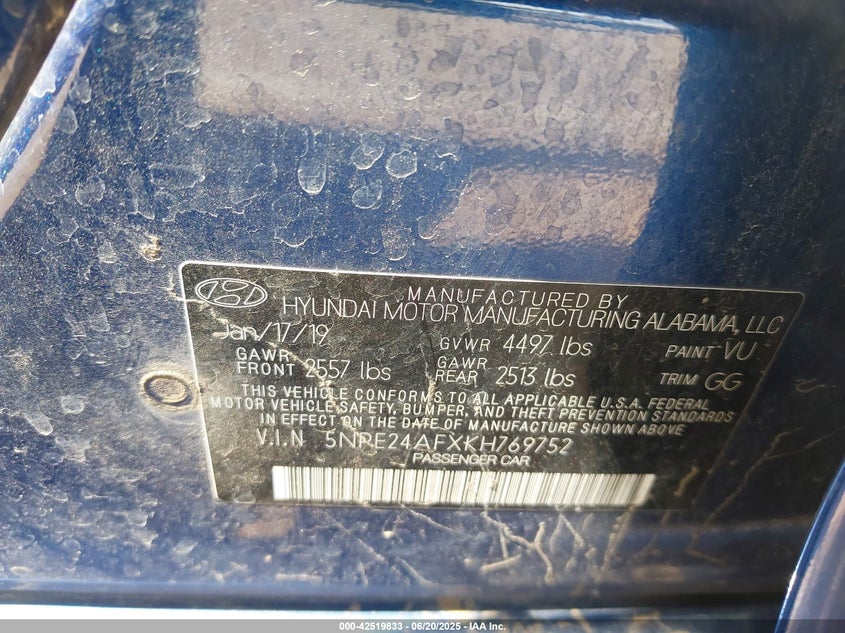 MANUFACTURED BY
HYUNDAI MOTOR MANUFACTURING ALABAMA, LLC
Jan/17/19 GVWR 4497 lbs PAINT VU
GAWR FRONT 2557 lbs GAWR REAR 2513 lbs TRIM GG
THIS VEHICLE CONFORMS TO ALL APPLICABLE U.S.A. FEDERAL
MOTOR VEHICLE SAFETY, BUMPER, AND THEFT PREVENTION STANDARDS
IN EFFECT ON THE DATE OF MANUFACTURE SHOWN ABOVE.
V.I.N 5NPE24AFXKH769752
PASSENGER CAR
000-42519833 - 06/20/2025 - IAA Inc.